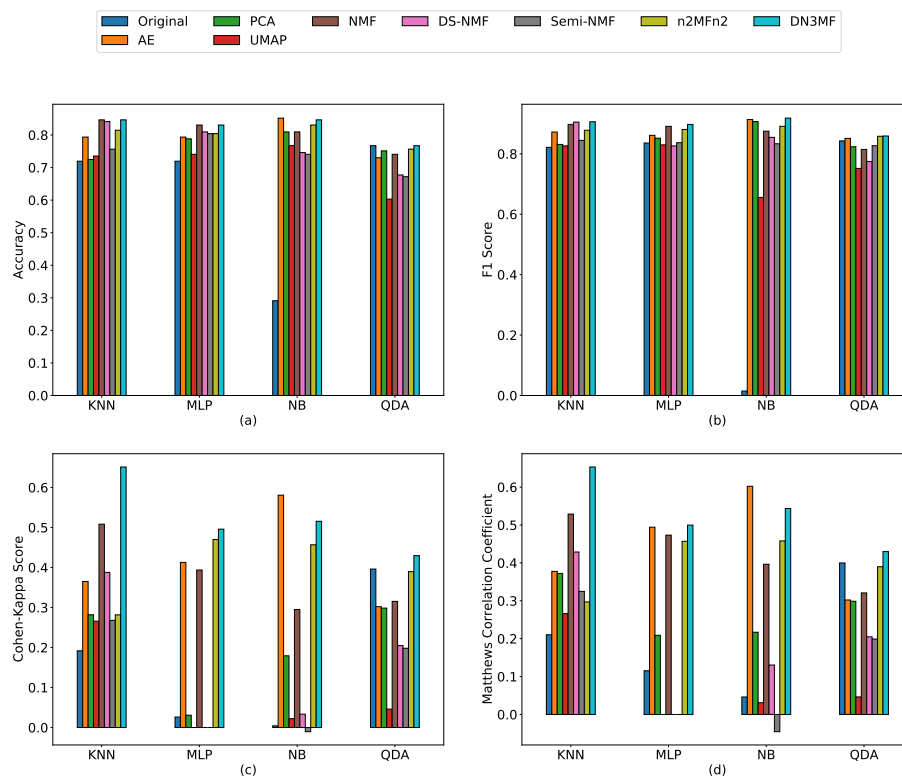 Original PCA NMF DS-NMF Semi-NMF n2MFn2 DN3MF
AE UMAP
Accuracy
0.8
0.7
0.6
0.5
0.4
0.3
0.2
0.1
0.0
KNN MLP NB QDA
(a)
F1 Score
0.8
0.6
0.4
0.2
0.0
KNN MLP NB QDA
(b)
Cohen-Kappa Score
0.6
0.5
0.4
0.3
0.2
0.1
0.0
KNN MLP NB QDA
(c)
Matthews Correlation Coefficient
0.6
0.5
0.4
0.3
0.2
0.1
0.0
KNN MLP NB QDA
(d)